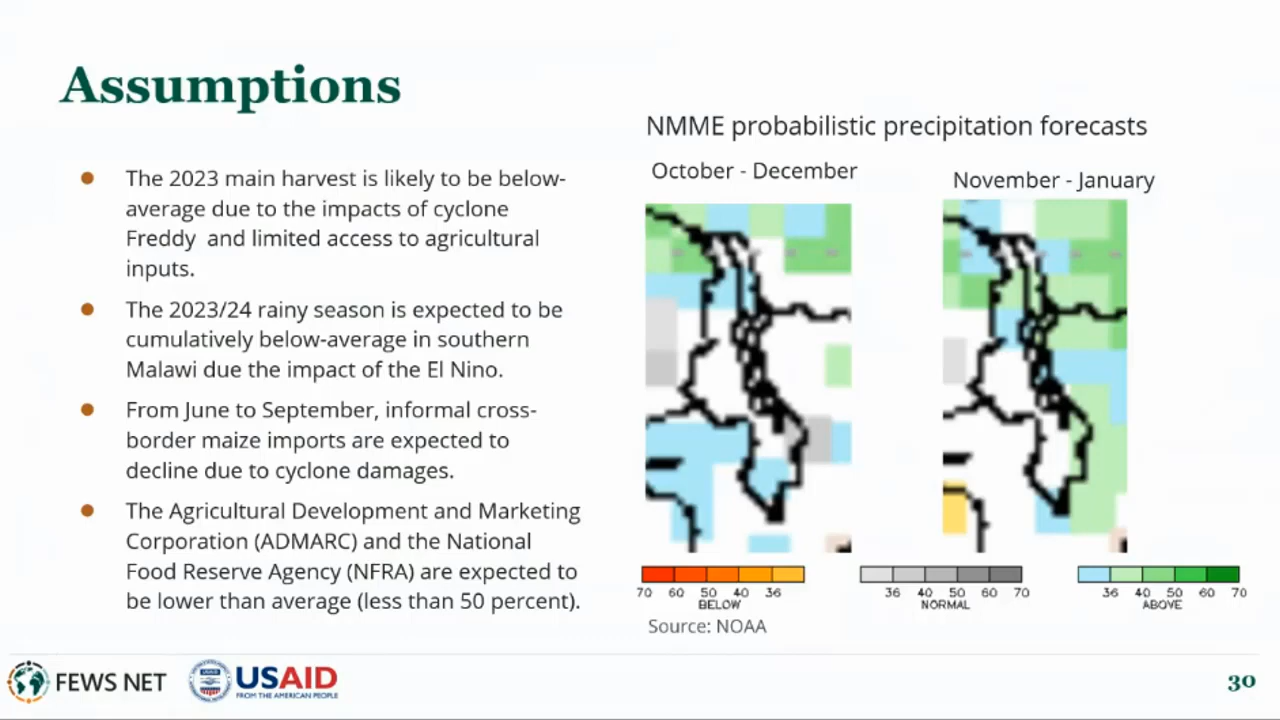 Assumptions
The 2023 main harvest is likely to be below-
average due to the impacts of cyclone
Freddy and limited access to agricultural
inputs.
The 2023/24 rainy season is expected to be
cumulatively below-average in southern
Malawi due the impact of the El Nino.
From June to September, informal cross-
border maize imports are expected to
decline due to cyclone damages.
The Agricultural Development and Marketing
Corporation (ADMARC) and the National
Food Reserve Agency (NFRA) are expected to
be lower than average (less than 50 percent).
NMME probabilistic precipitation forecasts
October - December
November - January
70 60 50 40 36
BELOW
36 40 50 60 70
NORMAL
36 40 50 60 70
ABOVE
Source: NOAA
FEWS NET
USAID
FROM THE AMERICAN PEOPLE
30